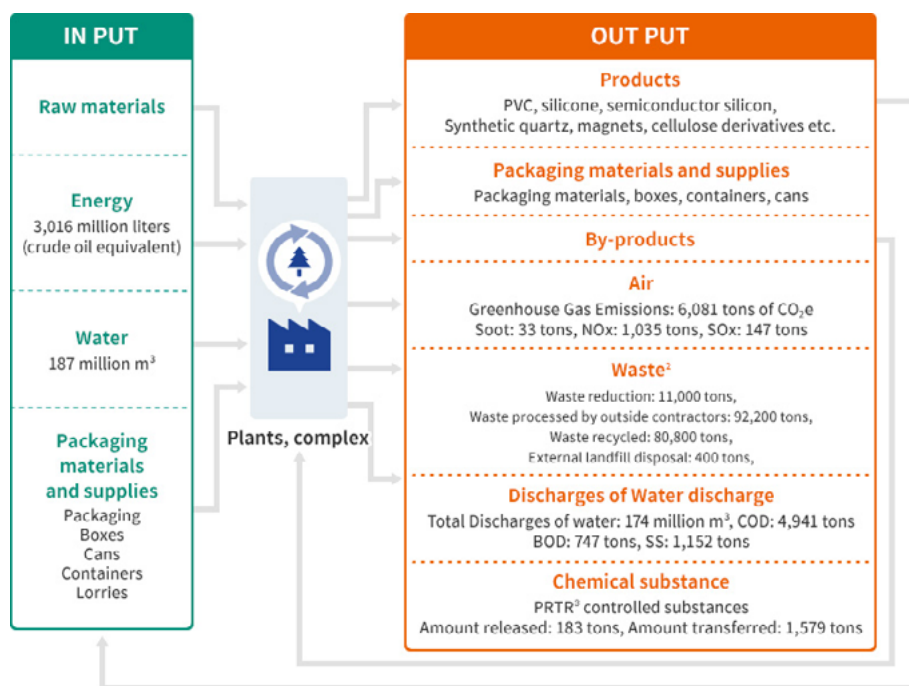 IN PUT
Raw materials
Energy
3,016 million liters
(crude oil equivalent)
Water
187 million m³
Packaging
materials
and supplies
Packaging
Boxes
Cans
Containers
Lorries
Plants, complex
OUT PUT
Products
PVC, silicone, semiconductor silicon,
Synthetic quartz, magnets, cellulose derivatives etc.
Packaging materials and supplies
Packaging materials, boxes, containers, cans
By-products
Air
Greenhouse Gas Emissions: 6,081 tons of CO₂e
Soot: 33 tons, NOx: 1,035 tons, SOx: 147 tons
Waste²
Waste reduction: 11,000 tons,
Waste processed by outside contractors: 92,200 tons,
Waste recycled: 80,800 tons,
External landfill disposal: 400 tons,
Discharges of Water discharge
Total Discharges of water: 174 million m³, COD: 4,941 tons
BOD: 747 tons, SS: 1,152 tons
Chemical substance
PRTR³ controlled substances
Amount released: 183 tons, Amount transferred: 1,579 tons